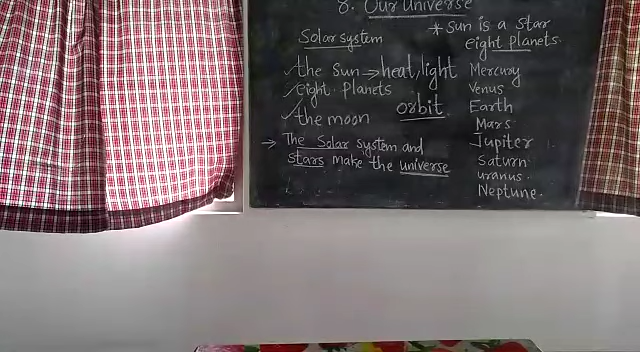 8. Our Universe
Solar system
✓ the Sun → heat, light
✓ eight planets
✓ the moon
orbit
→ The Solar system and
stars make the universe
* Sun is a Star
eight planets
Mercury
Venus
Earth
Mars
Jupiter
Saturn
uranus
Neptune.